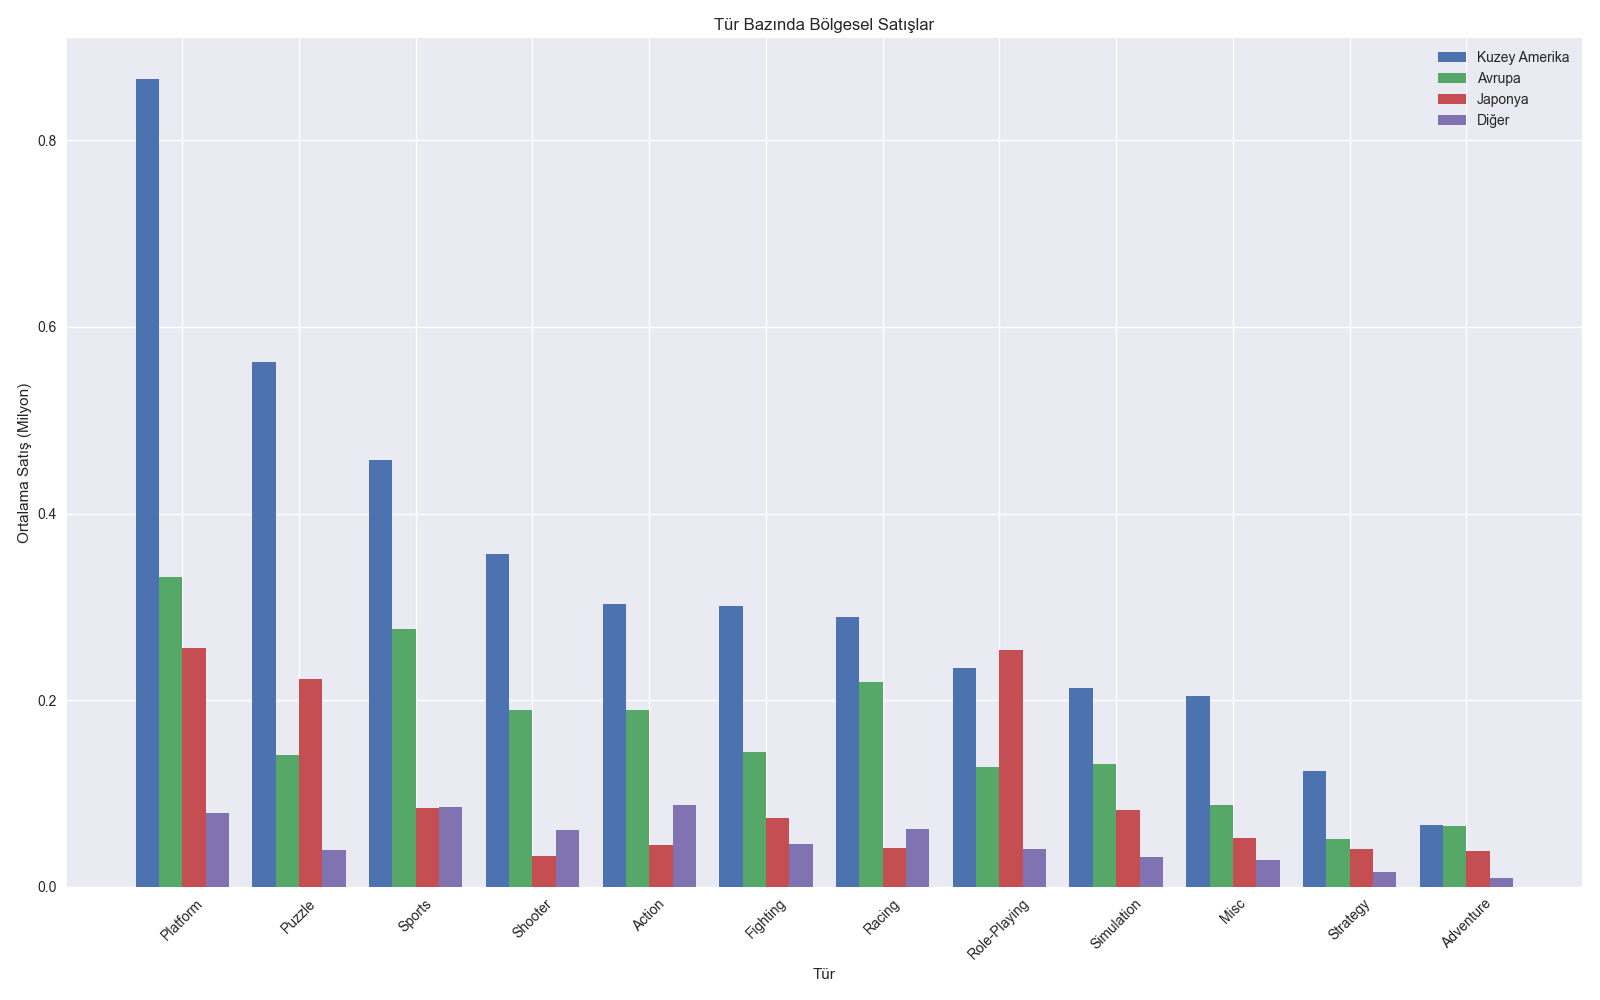 Tür Bazında Bölgesel Satışlar
Kuzey Amerika
Avrupa
Japonya
Diğer
Ortalama Satış (Milyon)
0.8
0.6
0.4
0.2
0.0
Platform
Puzzle
Sports
Shooter
Action
Fighting
Racing
Role-Playing
Simulation
Misc
Strategy
Adventure
Tür